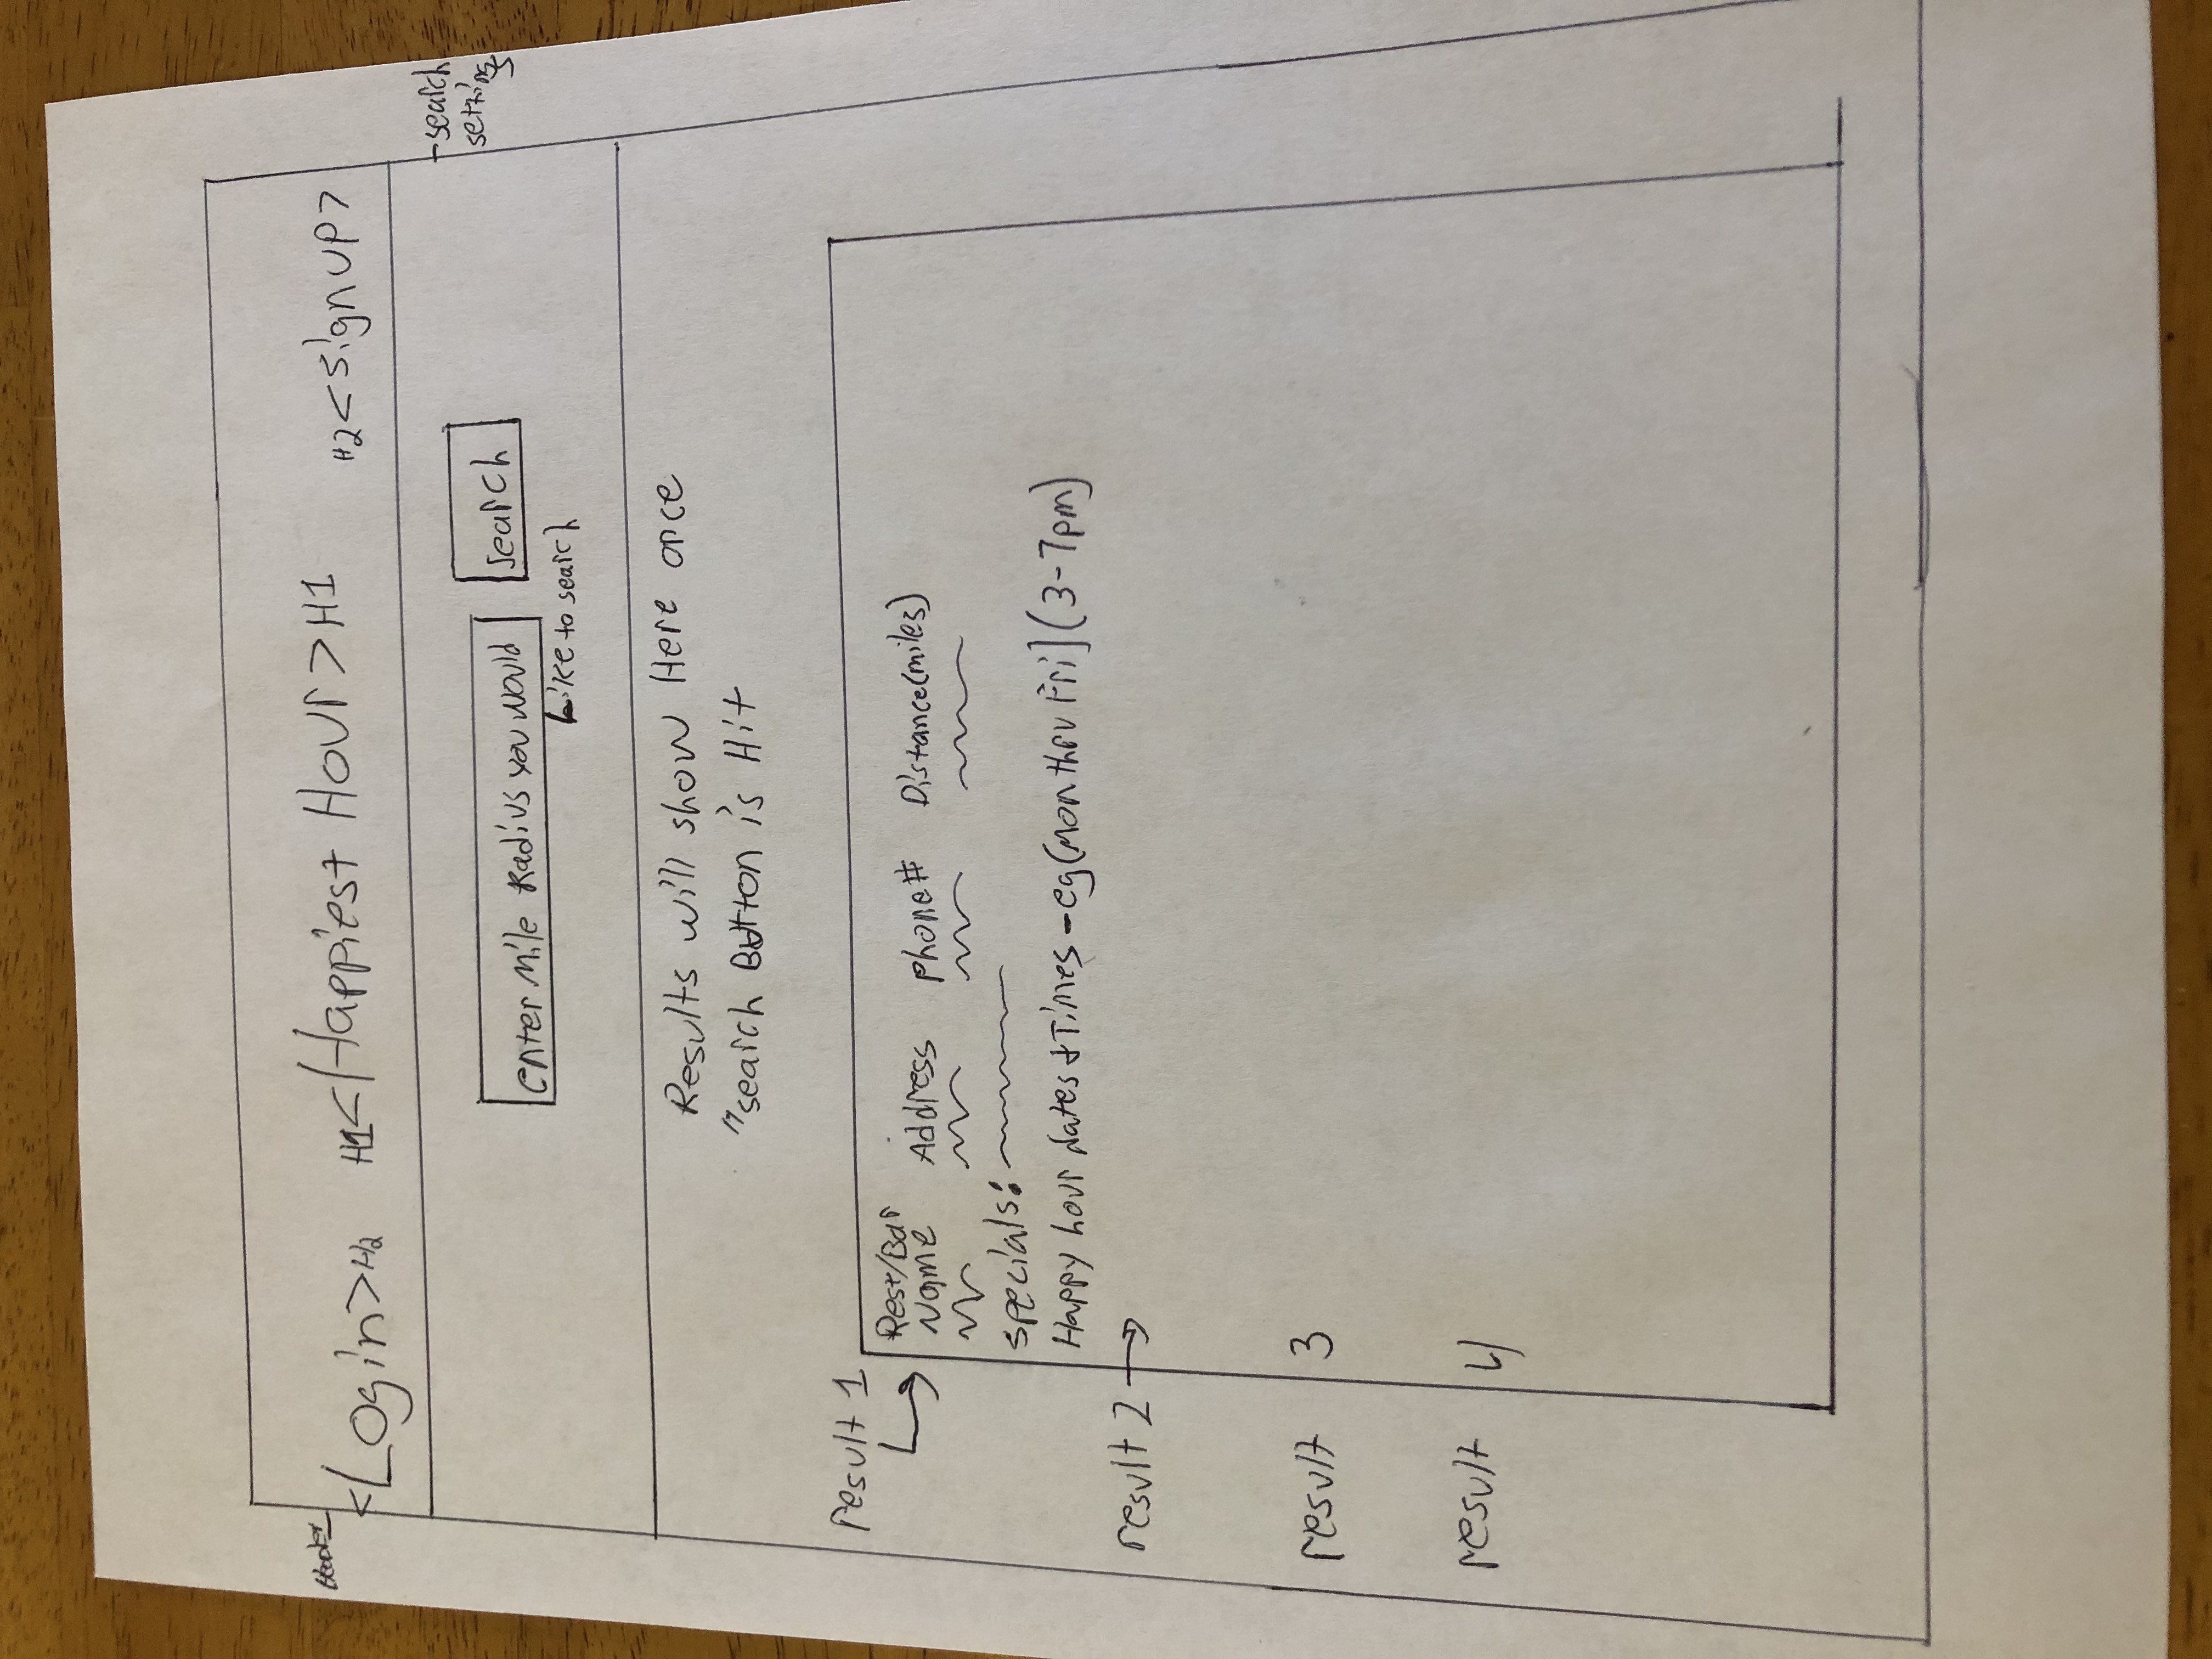 Header
<Login>H2 H1<Happiest Hour>H1 H2<signup>
search
settings
enter Mile Radius you would
search
Like to search
Results will show Here once
"search Button is Hit
result 1
Rest/Bar
Name Address phone# Distance(miles)
specials:
Happy hour dates & Times - eg(mon thru Fri] (3-7pm)
result 2
result 3
result 4